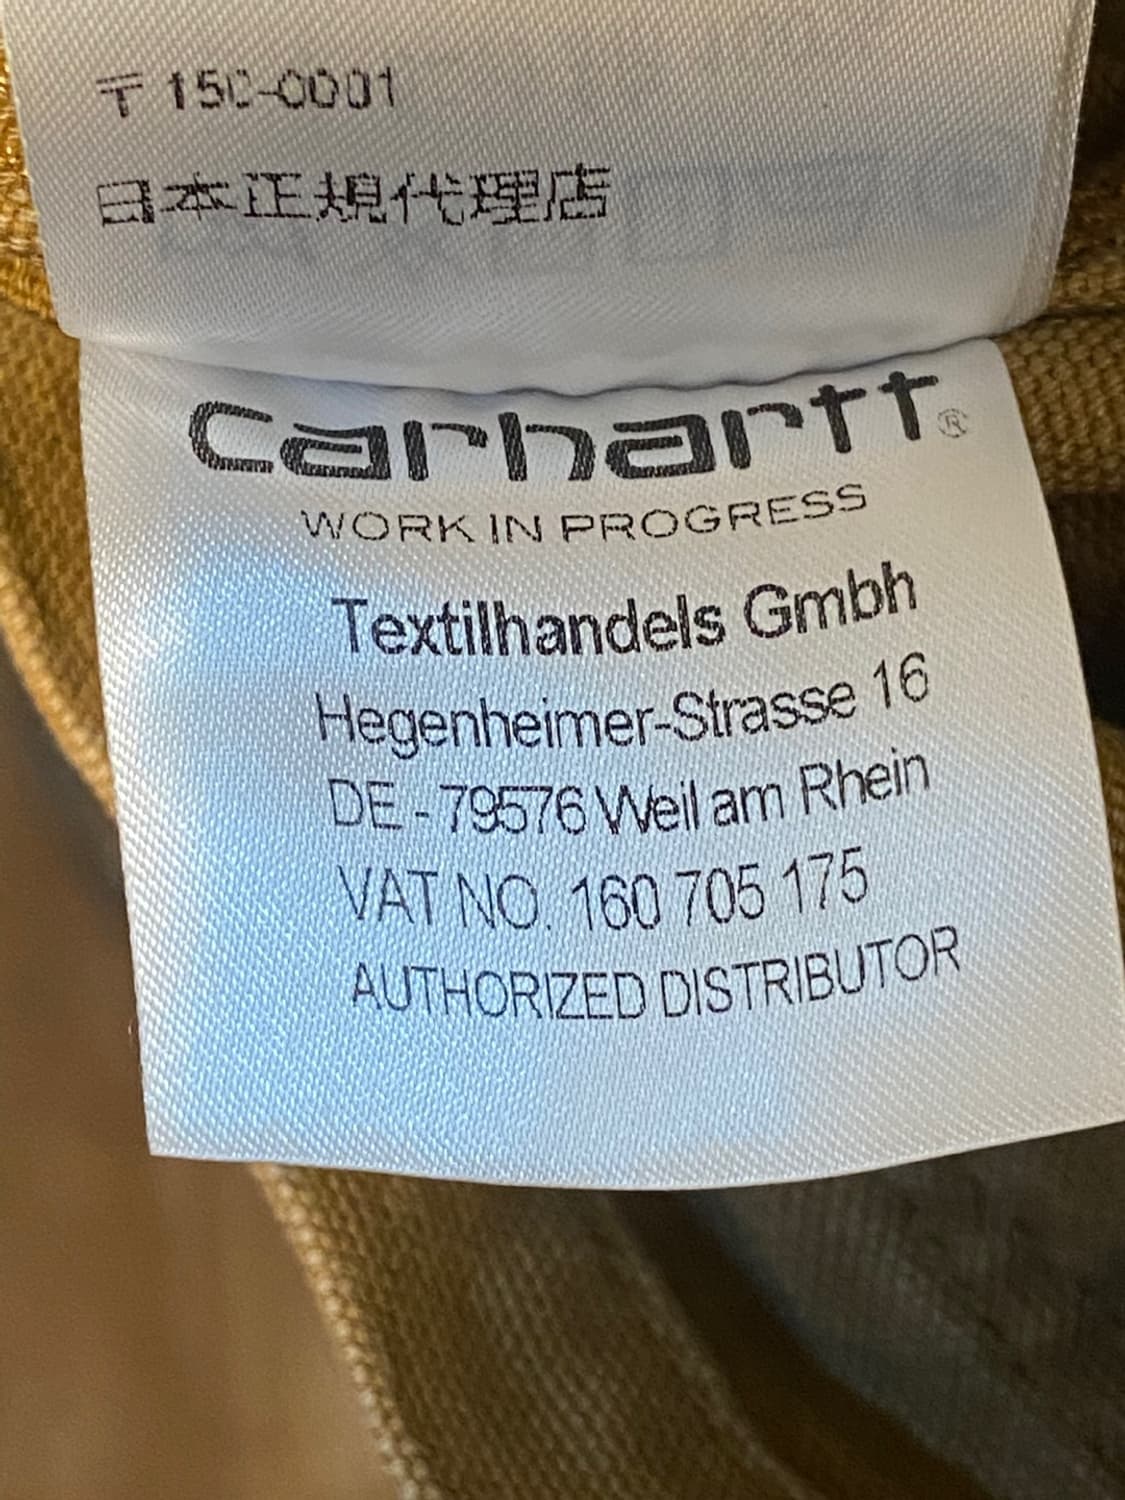 〒150-0001
日本正規代理店
carhartt®
WORK IN PROGRESS
Textilhandels Gmbh
Hegenheimer-Strasse 16
DE - 79576 Weil am Rhein
VAT NO. 160 705 175
AUTHORIZED DISTRIBUTOR